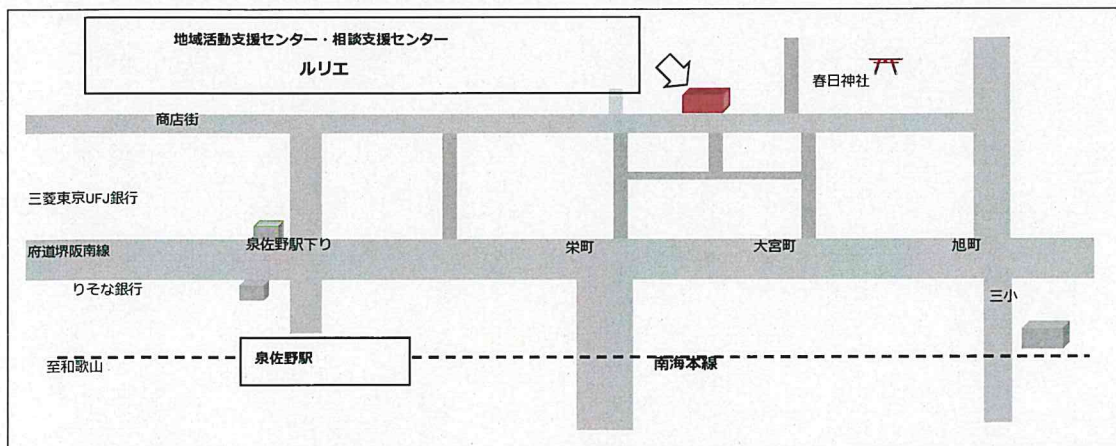 地域活動支援センター・相談支援センター
ルリエ
春日神社
商店街
三菱東京UFJ銀行
府道堺阪南線
泉佐野駅下り
栄町
大宮町
旭町
りそな銀行
三小
至和歌山
泉佐野駅
南海本線